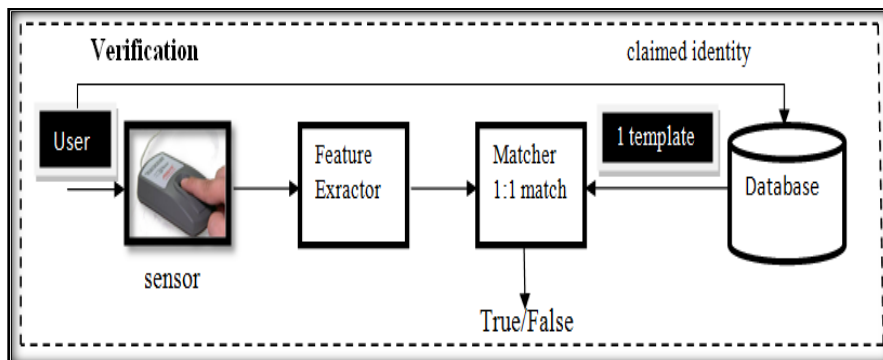 Verification
claimed identity
User
1 template
Feature
Exractor
Matcher
1:1 match
Database
sensor
True/False